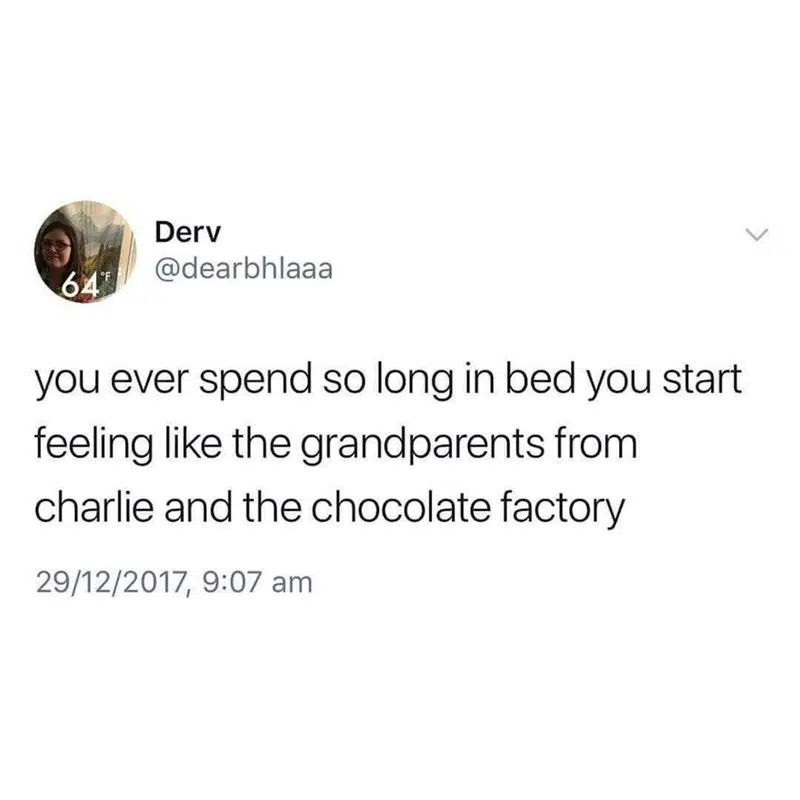 Derv
@dearbhlaaa
64°F
you ever spend so long in bed you start
feeling like the grandparents from
charlie and the chocolate factory
29/12/2017, 9:07 am